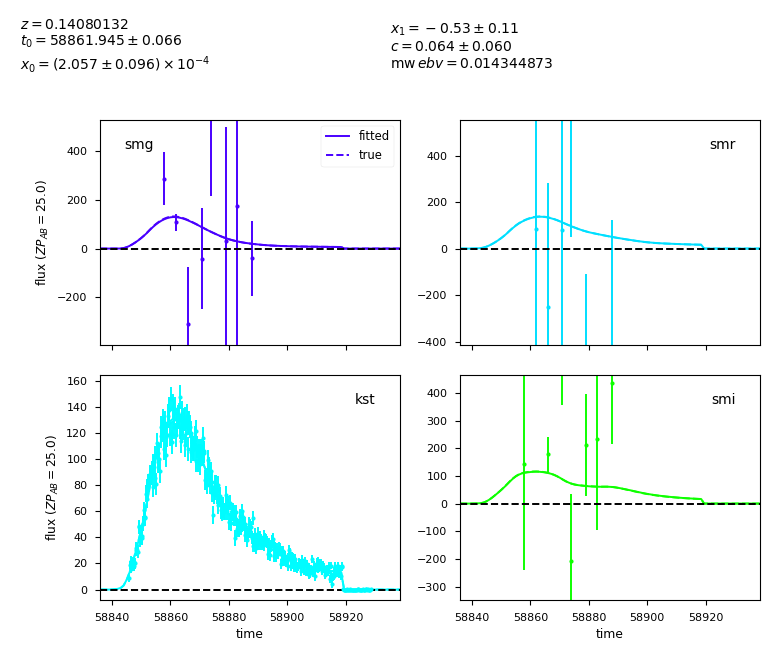 z = 0.14080132
t₀ = 58861.945 ± 0.066
x₀ = (2.057 ± 0.096) × 10⁻⁴
x₁ = −0.53 ± 0.11
c = 0.064 ± 0.060
mw ebv = 0.014344873
smg
fitted
true
flux (ZP_AB = 25.0)
400
200
0
−200
smr
400
200
0
−200
−400
kst
flux (ZP_AB = 25.0)
160
140
120
100
80
60
40
20
0
58840 58860 58880 58900 58920
time
smi
400
300
200
100
0
−100
−200
−300
58840 58860 58880 58900 58920
time